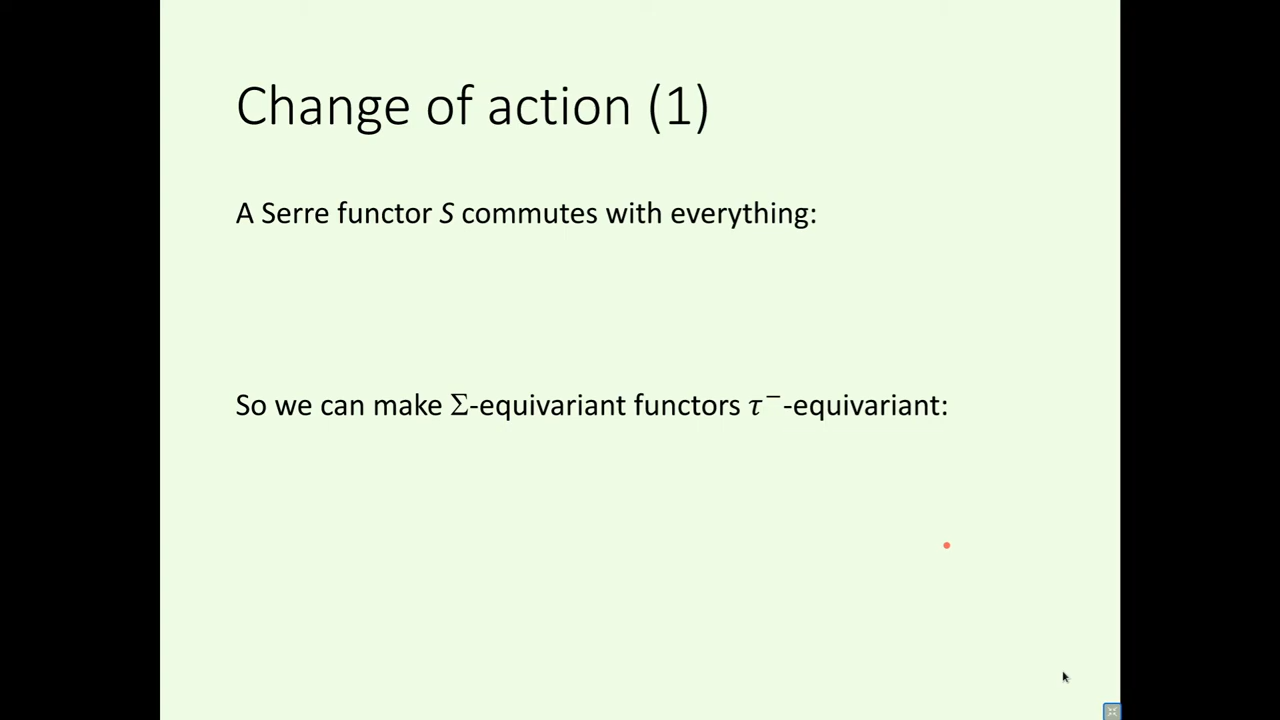 Change of action (1)
A Serre functor S commutes with everything:
So we can make Σ-equivariant functors τ⁻-equivariant: